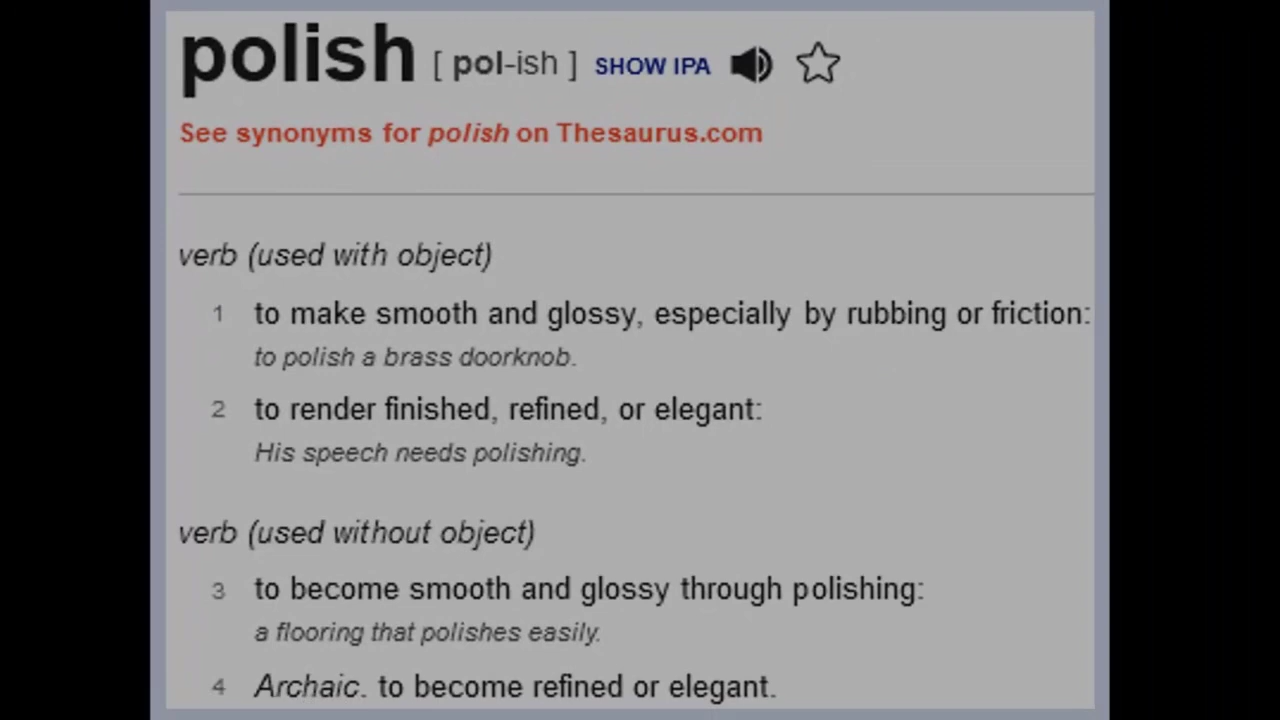 polish [ pol-ish ] SHOW IPA
See synonyms for polish on Thesaurus.com
verb (used with object)
1 to make smooth and glossy, especially by rubbing or friction:
to polish a brass doorknob.
2 to render finished, refined, or elegant:
His speech needs polishing.
verb (used without object)
3 to become smooth and glossy through polishing:
a flooring that polishes easily.
4 Archaic. to become refined or elegant.